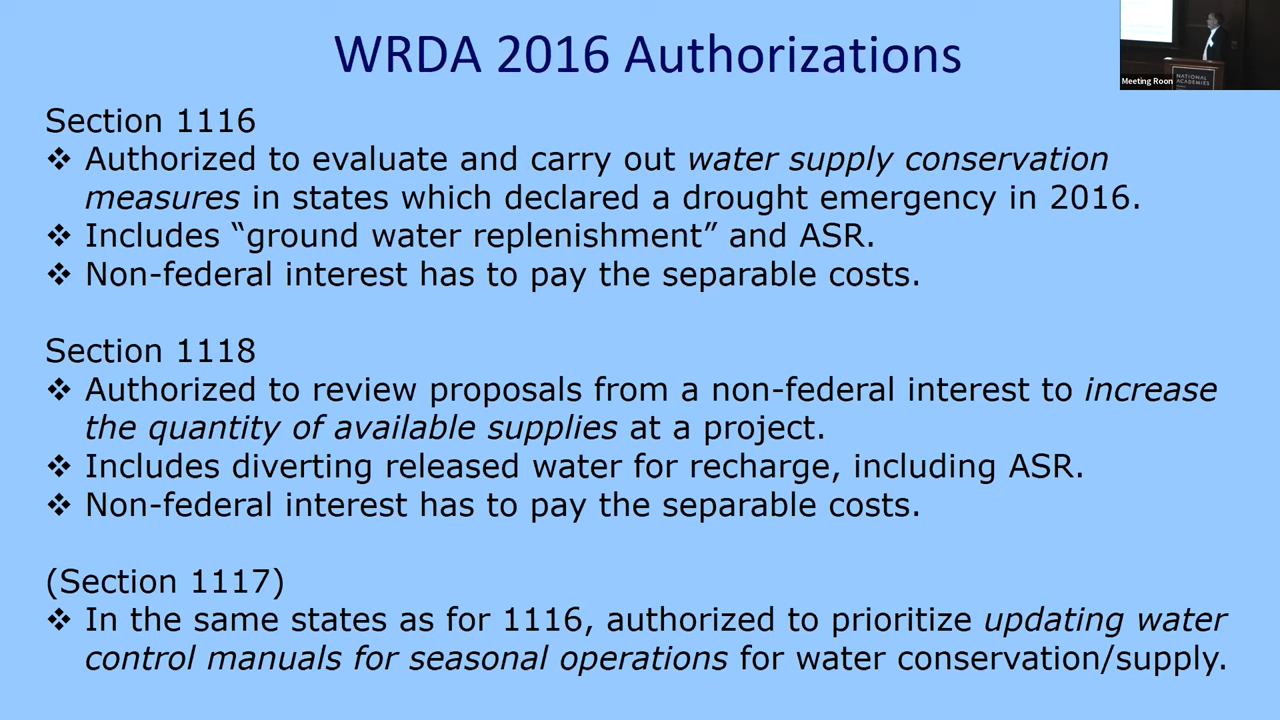 WRDA 2016 Authorizations
Meeting Roon
NATIONAL
ACADEMIES
Section 1116
❖ Authorized to evaluate and carry out water supply conservation
measures in states which declared a drought emergency in 2016.
❖ Includes “ground water replenishment” and ASR.
❖ Non-federal interest has to pay the separable costs.
Section 1118
❖ Authorized to review proposals from a non-federal interest to increase
the quantity of available supplies at a project.
❖ Includes diverting released water for recharge, including ASR.
❖ Non-federal interest has to pay the separable costs.
(Section 1117)
❖ In the same states as for 1116, authorized to prioritize updating water
control manuals for seasonal operations for water conservation/supply.